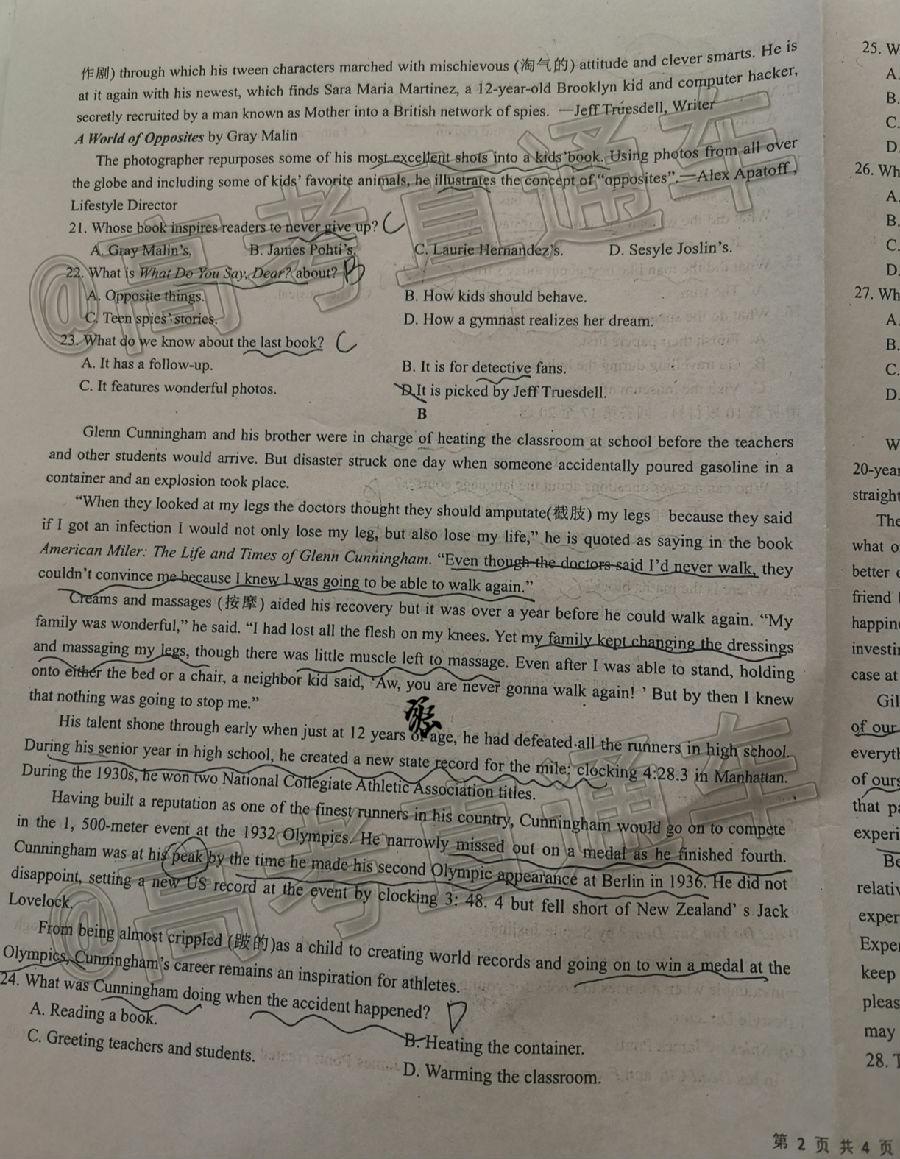 作剧) through which his tween characters marched with mischievous (淘气的) attitude and clever smarts. He is
at it again with his newest, which finds Sara Maria Martinez, a 12-year-old Brooklyn kid and computer hacker,
secretly recruited by a man known as Mother into a British network of spies. —Jeff Truesdell, Writer
A World of Opposites by Gray Malin
The photographer repurposes some of his most excellent shots into a kids' book. Using photos from all over
the globe and including some of kids' favorite animals, he illustrates the concept of "opposites".—Alex Apatoff,
Lifestyle Director
21. Whose book inspires readers to never give up? C
A. Gray Malin's. B. James Pohti's. C. Laurie Hernandez's. D. Sesyle Joslin's.
22. What is What Do You Say, Dear? about? B
A. Opposite things. B. How kids should behave.
C. Teen spies' stories. D. How a gymnast realizes her dream.
23. What do we know about the last book? C
A. It has a follow-up. B. It is for detective fans.
C. It features wonderful photos. D. It is picked by Jeff Truesdell.
B
Glenn Cunningham and his brother were in charge of heating the classroom at school before the teachers
and other students would arrive. But disaster struck one day when someone accidentally poured gasoline in a
container and an explosion took place.
"When they looked at my legs the doctors thought they should amputate(截肢) my legs because they said
if I got an infection I would not only lose my leg, but also lose my life," he is quoted as saying in the book
American Miler: The Life and Times of Glenn Cunningham. "Even though the doctors said I'd never walk, they
couldn't convince me because I knew I was going to be able to walk again."
Creams and massages (按摩) aided his recovery but it was over a year before he could walk again. "My
family was wonderful," he said. "I had lost all the flesh on my knees. Yet my family kept changing the dressings
and massaging my legs, though there was little muscle left to massage. Even after I was able to stand, holding
onto either the bed or a chair, a neighbor kid said, 'Aw, you are never gonna walk again! ' But by then I knew
that nothing was going to stop me."
His talent shone through early when just at 12 years of age, he had defeated all the runners in high school.
During his senior year in high school, he created a new state record for the mile; clocking 4:28.3 in Manhattan.
During the 1930s, he won two National Collegiate Athletic Association titles.
Having built a reputation as one of the finest runners in his country, Cunningham would go on to compete
in the 1, 500-meter event at the 1932 Olympics. He narrowly missed out on a medal as he finished fourth.
Cunningham was at his peak by the time he made his second Olympic appearance at Berlin in 1936. He did not
disappoint, setting a new US record at the event by clocking 3: 48. 4 but fell short of New Zealand' s Jack
Lovelock.
From being almost crippled (跛的)as a child to creating world records and going on to win a medal at the
Olympics, Cunningham's career remains an inspiration for athletes.
24. What was Cunningham doing when the accident happened? D
A. Reading a book. B. Heating the container.
C. Greeting teachers and students. D. Warming the classroom.
第 2 页 共 4 页
25. W
A.
B.
C.
D.
26. Wh
A.
B.
C.
D.
27. Wh
A.
B.
C.
D.
W
20-year
straight
The
what o
better
friend
happin
investi
case at
Gil
of our
everyth
of ours
that pa
experi
Be
relativ
exper
Expe
keep
pleas
may
28. T
@高考直通车
@高考直通车